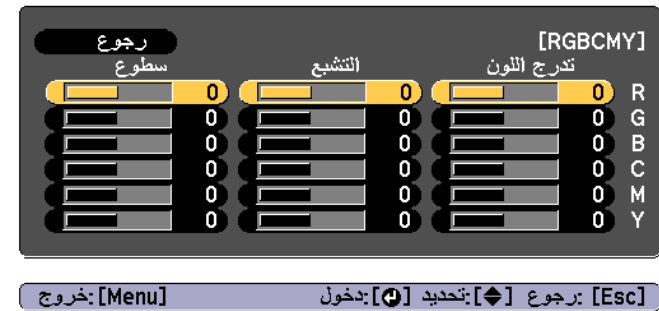 [RGBCMY] رجوع
تدرج اللون التشبع سطوع
R 0 0 0
G 0 0 0
B 0 0 0
C 0 0 0
M 0 0 0
Y 0 0 0
[Esc] :رجوع [♦]:تحديد [↵]:دخول [Menu]:خروج